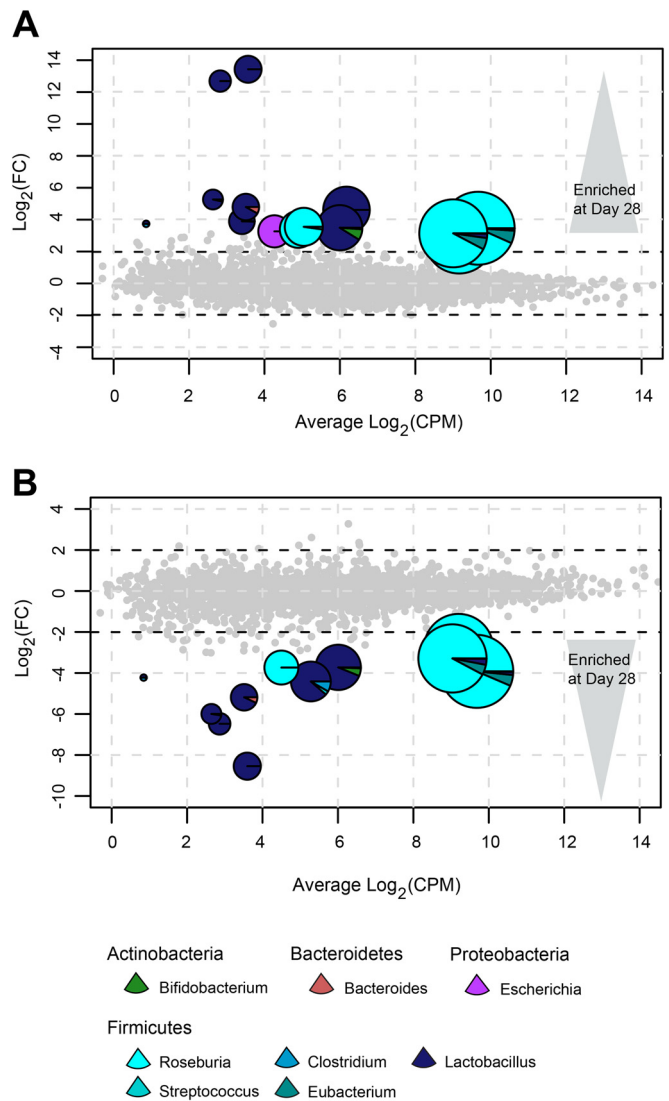 A
14
12
10
8
6
4
2
0
-2
-4
Log2(FC)
Enriched
at Day 28
0 2 4 6 8 10 12 14
Average Log2(CPM)
B
4
2
0
-2
-4
-6
-8
-10
Log2(FC)
Enriched
at Day 28
0 2 4 6 8 10 12 14
Average Log2(CPM)
Actinobacteria Bacteroidetes Proteobacteria
Bifidobacterium Bacteroides Escherichia
Firmicutes
Roseburia Clostridium Lactobacillus
Streptococcus Eubacterium